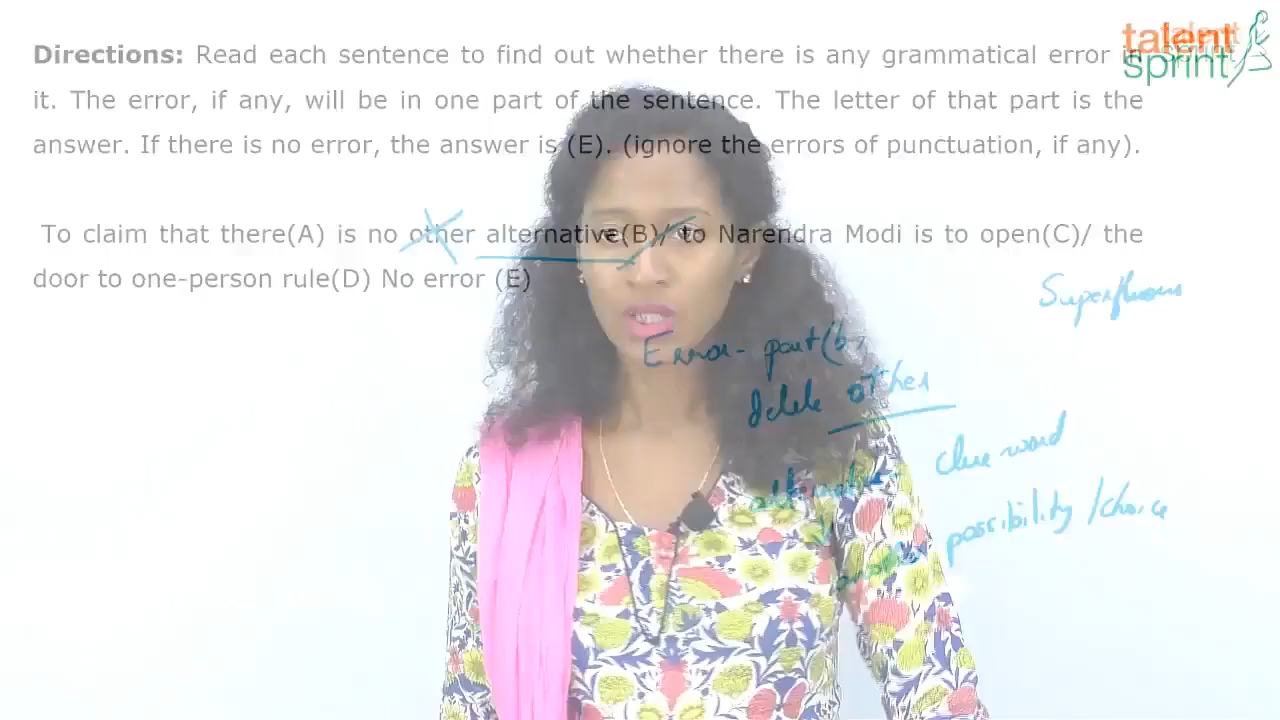 talent
sprint
Directions: Read each sentence to find out whether there is any grammatical error in
it. The error, if any, will be in one part of the sentence. The letter of that part is the
answer. If there is no error, the answer is (E). (ignore the errors of punctuation, if any).
To claim that there(A) is no other alternative(B)/ to Narendra Modi is to open(C)/ the
door to one-person rule(D) No error (E)
Superfluous
Error- part(b)
delete other
alternative - clue word
another possibility/choice